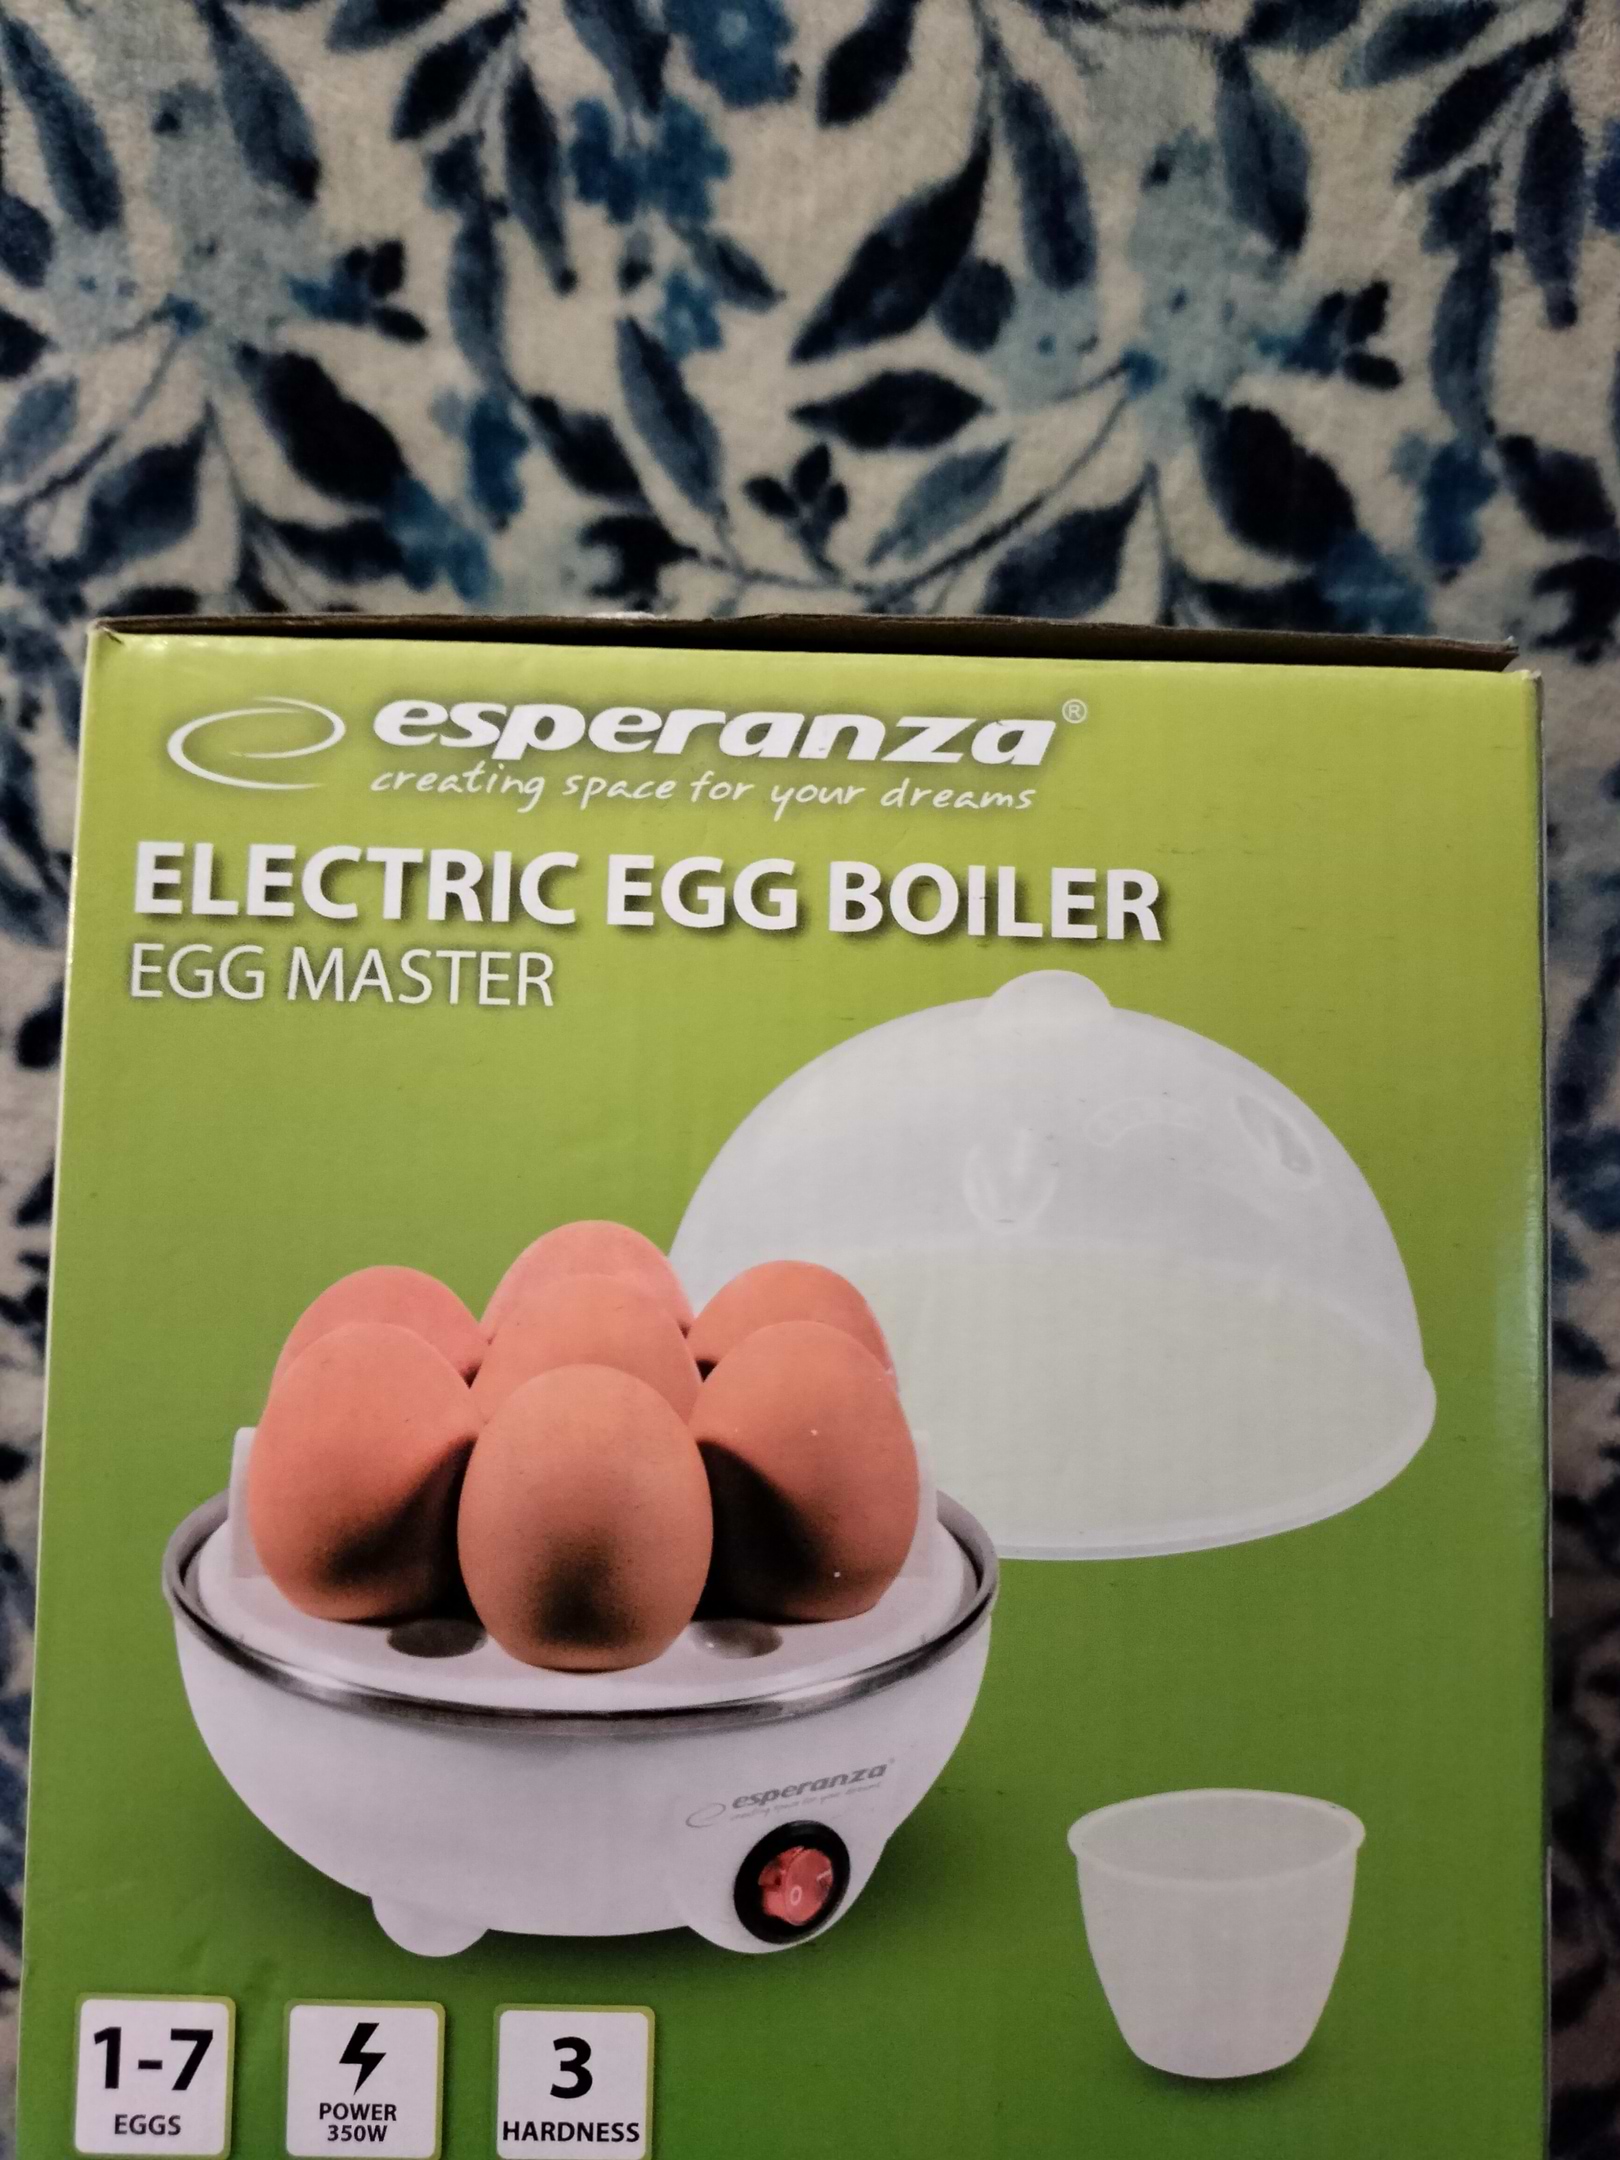 esperanza®
creating space for your dreams
ELECTRIC EGG BOILER
EGG MASTER
esperanza
1-7
EGGS
POWER
350W
3
HARDNESS